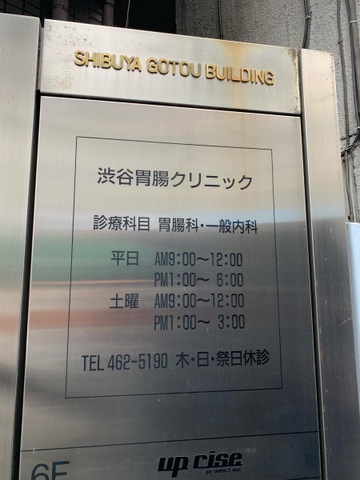 SHIBUYA GOTOU BUILDING
渋谷胃腸クリニック
診療科目 胃腸科・一般内科
平日 AM9:00～12:00
PM1:00～ 6:00
土曜 AM9:00～12:00
PM1:00～ 3:00
TEL 462-5190 木・日・祭日休診
6F up rise
product inc.